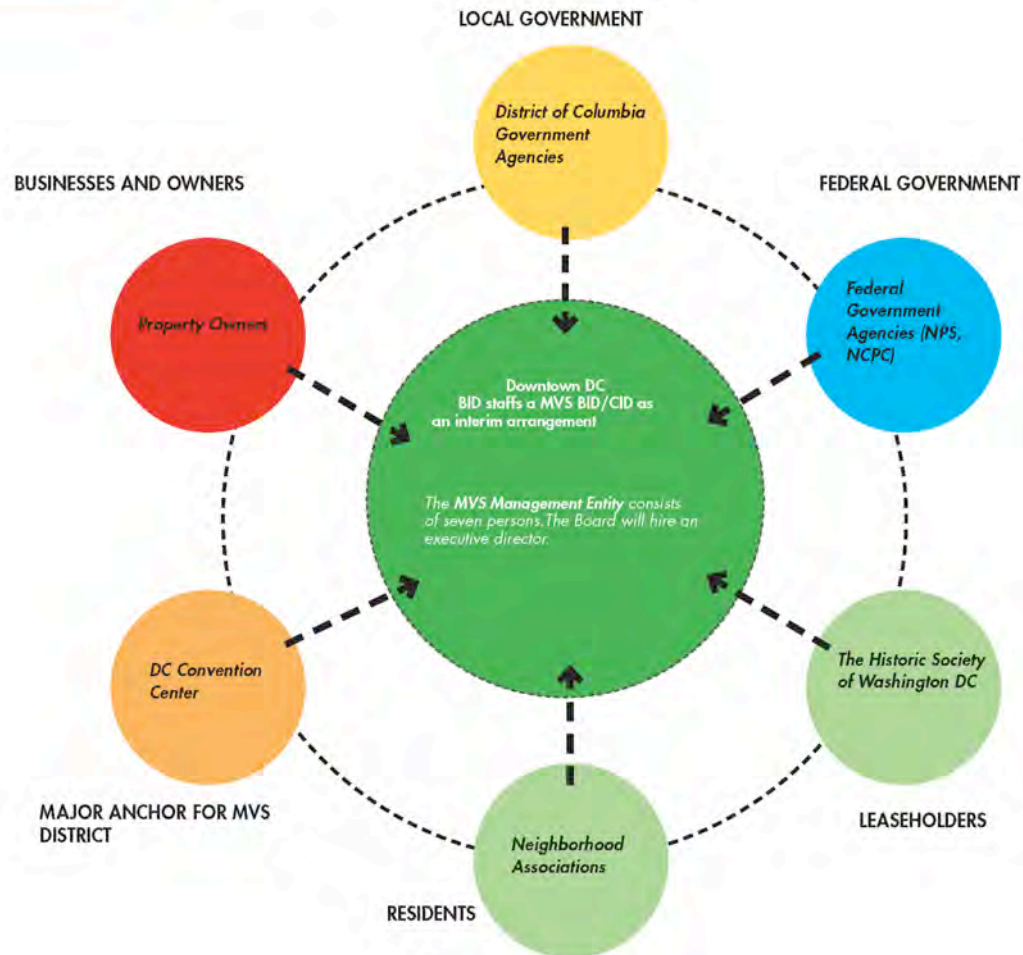 LOCAL GOVERNMENT
District of Columbia
Government
Agencies
BUSINESSES AND OWNERS
FEDERAL GOVERNMENT
Property Owners
Federal
Government
Agencies (NPS,
NCPC)
Downtown DC
BID staffs a MVS BID/CID as
an interim arrangement
The MVS Management Entity consists
of seven persons. The Board will hire an
executive director.
DC Convention
Center
The Historic Society
of Washington DC
MAJOR ANCHOR FOR MVS
DISTRICT
LEASEHOLDERS
Neighborhood
Associations
RESIDENTS